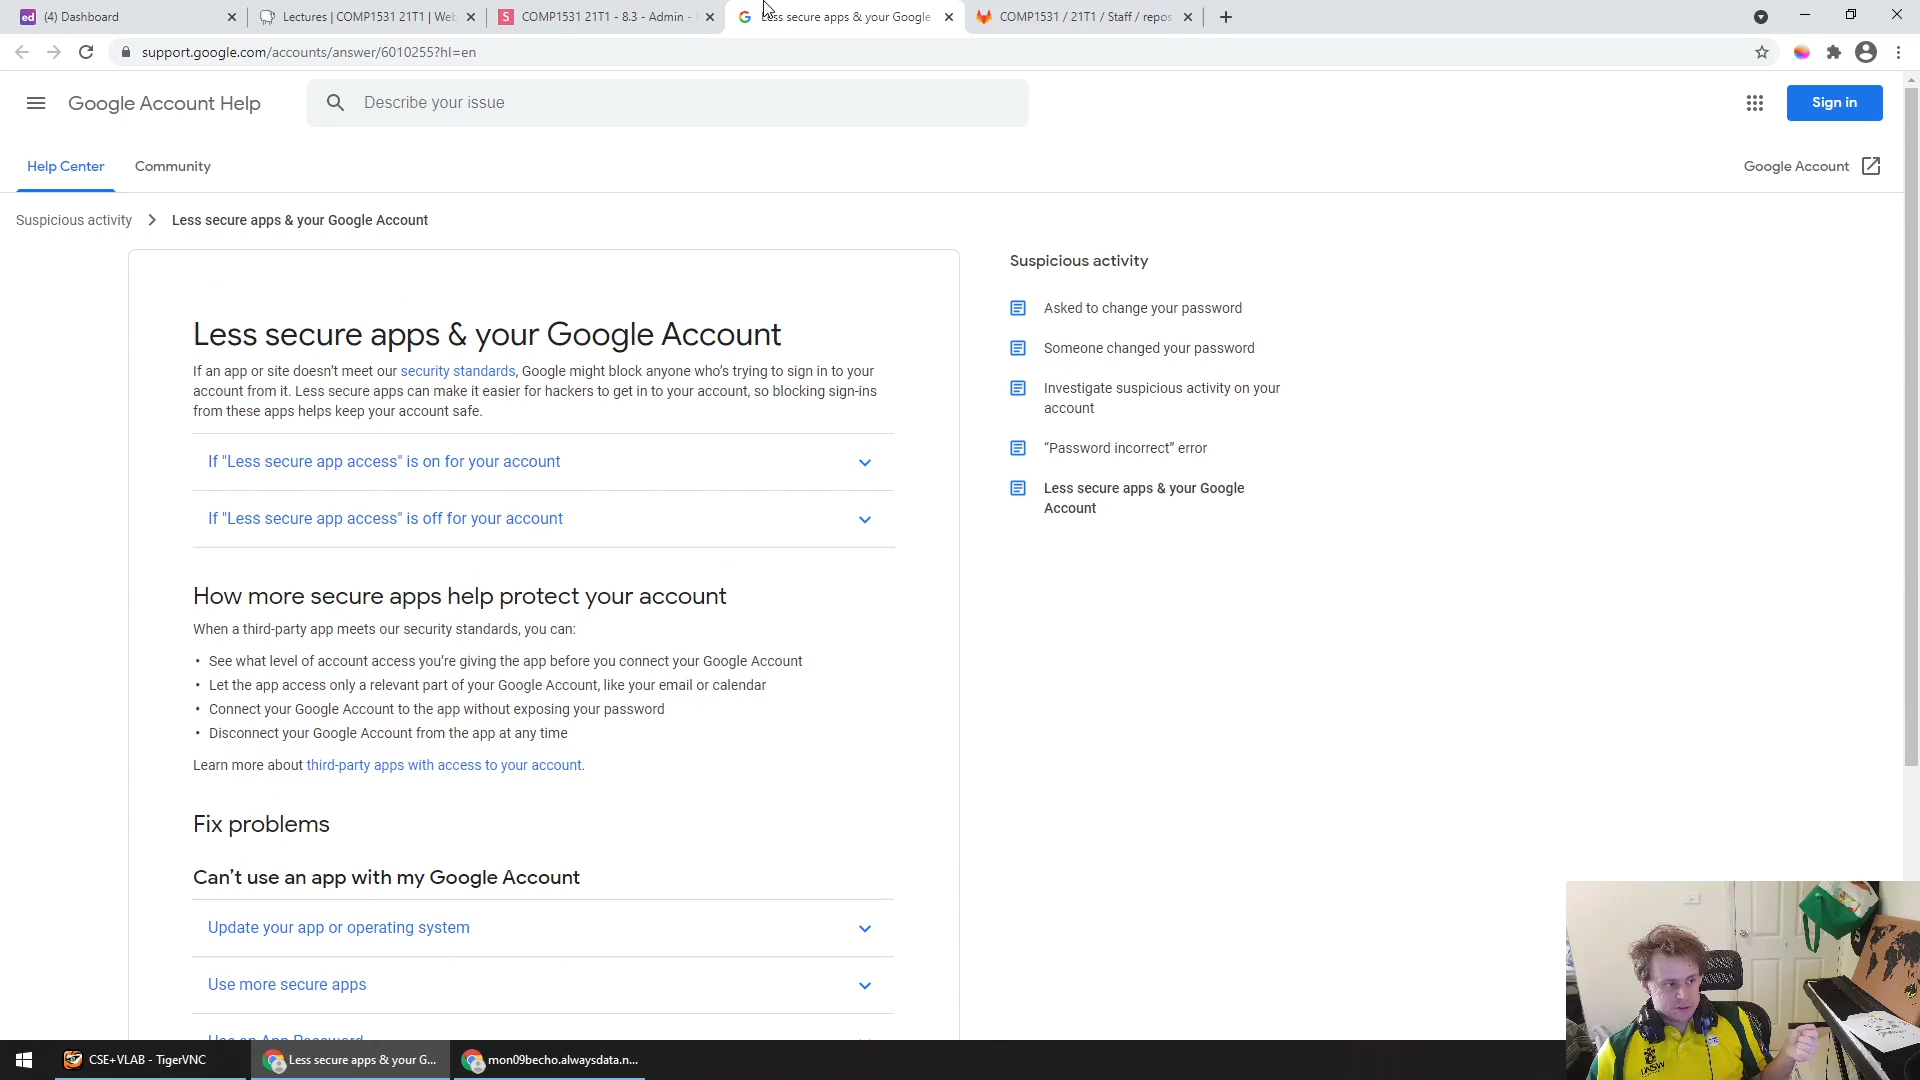 ed (4) Dashboard
Lectures | COMP1531 21T1 | Web
S COMP1531 21T1 - 8.3 - Admin -
Less secure apps & your Google
COMP1531 / 21T1 / Staff / repos
support.google.com/accounts/answer/6010255?hl=en
Google Account Help
Describe your issue
Sign in
Help Center
Community
Google Account
Suspicious activity
Less secure apps & your Google Account
Less secure apps & your Google Account
If an app or site doesn't meet our security standards, Google might block anyone who's trying to sign in to your
account from it. Less secure apps can make it easier for hackers to get in to your account, so blocking sign-ins
from these apps helps keep your account safe.
If "Less secure app access" is on for your account
If "Less secure app access" is off for your account
How more secure apps help protect your account
When a third-party app meets our security standards, you can:
• See what level of account access you're giving the app before you connect your Google Account
• Let the app access only a relevant part of your Google Account, like your email or calendar
• Connect your Google Account to the app without exposing your password
• Disconnect your Google Account from the app at any time
Learn more about third-party apps with access to your account.
Fix problems
Can't use an app with my Google Account
Update your app or operating system
Use more secure apps
Use an App Password
Suspicious activity
Asked to change your password
Someone changed your password
Investigate suspicious activity on your
account
“Password incorrect” error
Less secure apps & your Google
Account
UNSW
CSE+VLAB - TigerVNC
Less secure apps & your G...
mon09becho.alwaysdata.n...